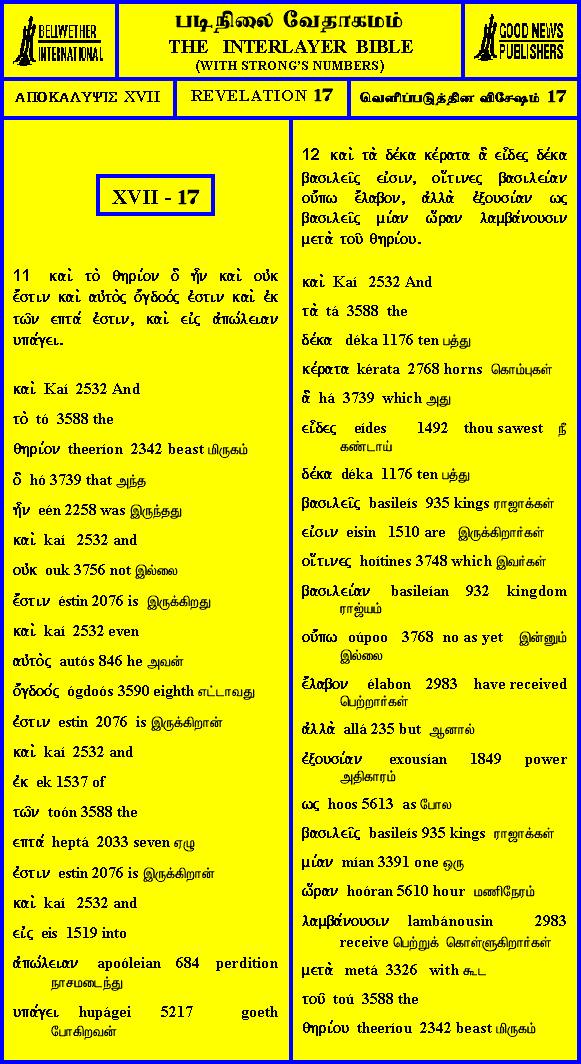 BELLWETHER
INTERNATIONAL
படிநிலை வேதாகமம்
THE INTERLAYER BIBLE
(WITH STRONG'S NUMBERS)
GOOD NEWS
PUBLISHERS
ΑΠΟΚΑΛΥΨΙΣ XVII
REVELATION 17
வெளிப்படுத்தின விசேஷம் 17
XVII - 17
11 καὶ τὸ θηρίον ὃ ἦν καὶ οὐκ
ἔστιν καὶ αὐτὸς ὄγδοός ἐστιν καὶ ἐκ
τῶν επτά ἐστιν, καὶ εἰς ἀπώλειαν
υπάγει.
καὶ Kaí 2532 And
τὸ tó 3588 the
θηρίον theeríon 2342 beast மிருகம்
ὃ hó 3739 that அந்த
ἦν eén 2258 was இருந்தது
καὶ kaí 2532 and
οὐκ ouk 3756 not இல்லை
ἔστιν éstin 2076 is இருக்கிறது
καὶ kaí 2532 even
αὐτὸς autós 846 he அவன்
ὄγδοός ógdoós 3590 eighth எட்டாவது
ἐστιν estin 2076 is இருக்கிறான்
καὶ kaí 2532 and
ἐκ ek 1537 of
τῶν toón 3588 the
επτά heptá 2033 seven ஏழு
ἐστιν estin 2076 is இருக்கிறான்
καὶ kaí 2532 and
εἰς eis 1519 into
ἀπώλειαν apoóleian 684 perdition
நாசமடைந்து
υπάγει hupágei 5217 goeth
போகிறவன்
12 καὶ τὰ δέκα κέρατα ἃ εἶδες δέκα
βασιλεῖς εἰσιν, οἵτινες βασιλείαν
οὔπω ἔλαβον, ἀλλὰ ἐξουσίαν ως
βασιλεῖς μίαν ὥραν λαμβάνουσιν
μετὰ τοῦ θηρίου.
καὶ Kaí 2532 And
τὰ tá 3588 the
δέκα déka 1176 ten பத்து
κέρατα kérata 2768 horns கொம்புகள்
ἃ há 3739 which அது
εἶδες eídes 1492 thou sawest நீ
கண்டாய்
δέκα déka 1176 ten பத்து
βασιλεῖς basileís 935 kings ராஜாக்கள்
εἰσιν eisin 1510 are இருக்கிறார்கள்
οἵτινες hoítines 3748 which இவர்கள்
βασιλείαν basileían 932 kingdom
ராஜ்யம்
οὔπω oúpoo 3768 no as yet இன்னும்
இல்லை
ἔλαβον élabon 2983 have received
பெற்றார்கள்
ἀλλὰ allá 235 but ஆனால்
ἐξουσίαν exousían 1849 power
அதிகாரம்
ως hoos 5613 as போல
βασιλεῖς basileís 935 kings ராஜாக்கள்
μίαν mían 3391 one ஒரு
ὥραν hoóran 5610 hour மணிநேரம்
λαμβάνουσιν lambánousin 2983
receive பெற்றுக் கொள்ளுகிறார்கள்
μετὰ metá 3326 with கூட
τοῦ toú 3588 the
θηρίου theeríou 2342 beast மிருகம்